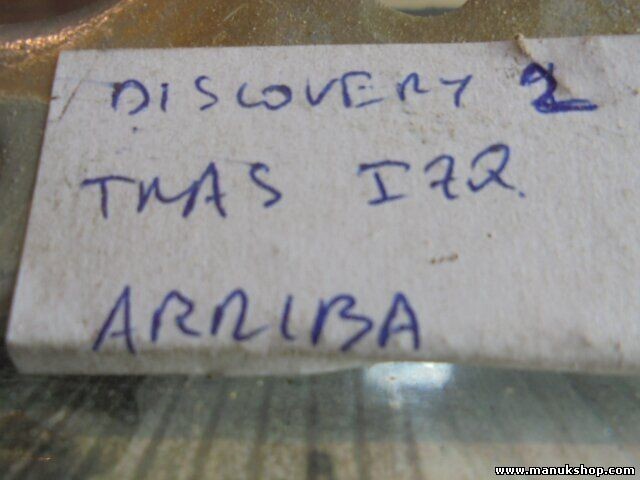 DISCOVERY 2
TRAS IZQ.
ARRIBA
www.manukshop.com